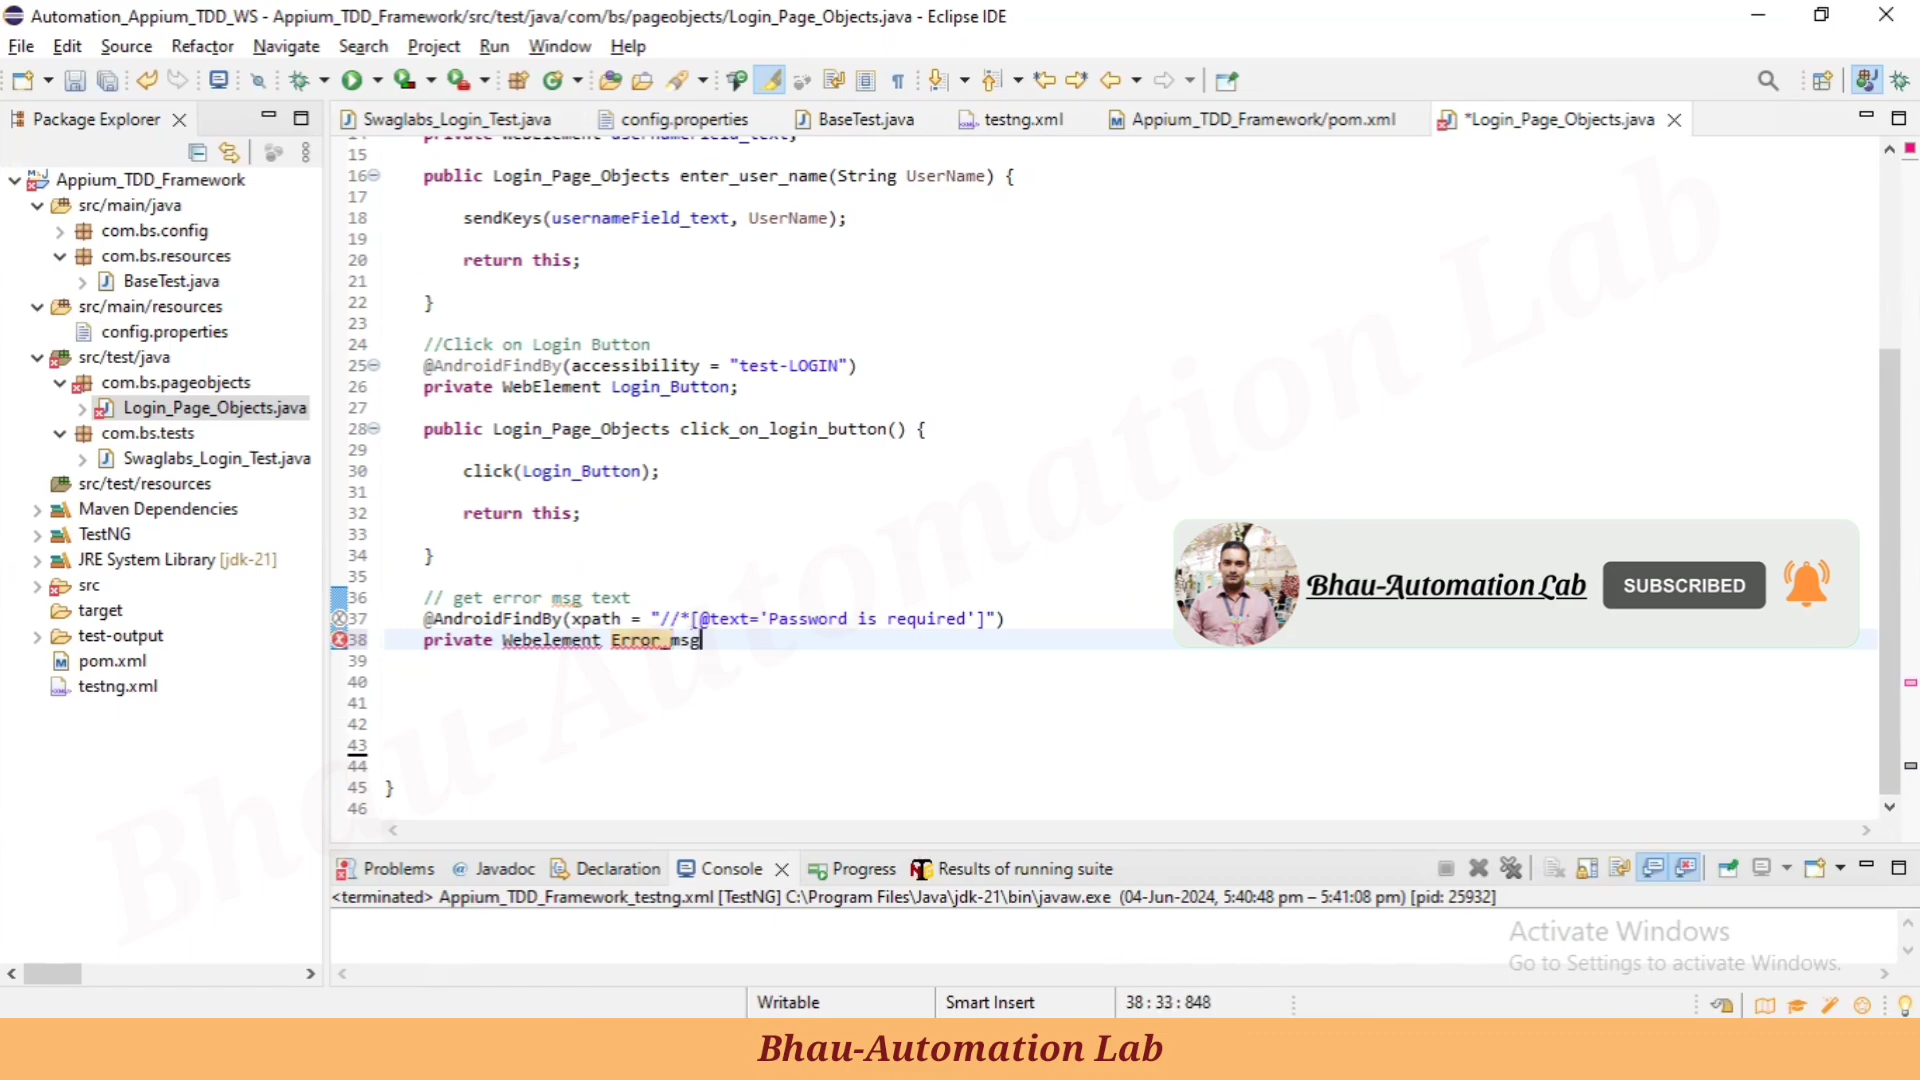 Automation_Appium_TDD_WS - Appium_TDD_Framework/src/test/java/com/bs/pageobjects/Login_Page_Objects.java - Eclipse IDE
File Edit Source Refactor Navigate Search Project Run Window Help
Package Explorer
Swaglabs_Login_Test.java config.properties BaseTest.java testng.xml Appium_TDD_Framework/pom.xml *Login_Page_Objects.java
Appium_TDD_Framework
src/main/java
com.bs.config
com.bs.resources
BaseTest.java
src/main/resources
config.properties
src/test/java
com.bs.pageobjects
Login_Page_Objects.java
com.bs.tests
Swaglabs_Login_Test.java
src/test/resources
Maven Dependencies
TestNG
JRE System Library [jdk-21]
src
target
test-output
pom.xml
testng.xml
14 private WebElement usernameField_text;
15
16 public Login_Page_Objects enter_user_name(String UserName) {
17
18 sendKeys(usernameField_text, UserName);
19
20 return this;
21
22 }
23
24 //Click on Login Button
25 @AndroidFindBy(accessibility = "test-LOGIN")
26 private WebElement Login_Button;
27
28 public Login_Page_Objects click_on_login_button() {
29
30 click(Login_Button);
31
32 return this;
33
34 }
35
36 // get error msg text
37 @AndroidFindBy(xpath = "//*[@text='Password is required']")
38 private Webelement Error_msg
39
40
41
42
43
44
45 }
46
Bhau-Automation Lab
Bhau-Automation Lab SUBSCRIBED
Problems Javadoc Declaration Console Progress Results of running suite
<terminated> Appium_TDD_Framework_testng.xml [TestNG] C:\Program Files\Java\jdk-21\bin\javaw.exe (04-Jun-2024, 5:40:48 pm – 5:41:08 pm) [pid: 25932]
Activate Windows
Go to Settings to activate Windows.
Writable Smart Insert 38 : 33 : 848
Bhau-Automation Lab